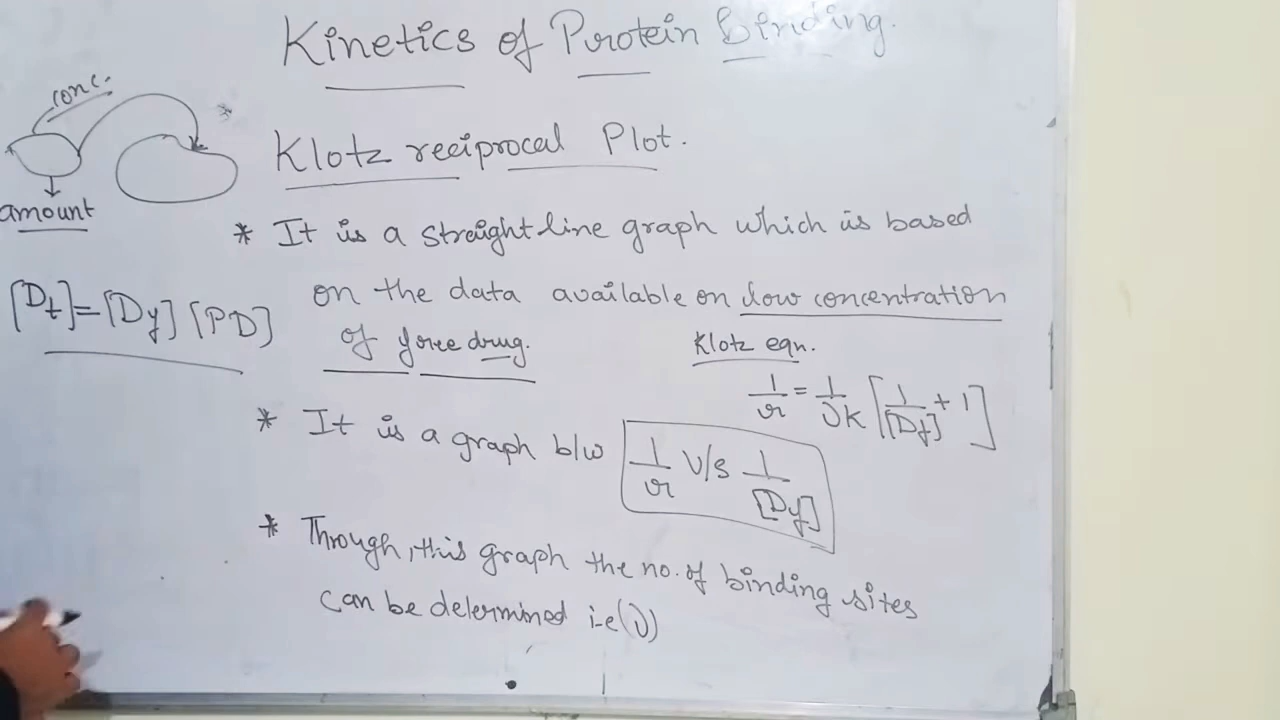 Kinetics of Protein binding.
conc.
amount
[Dt]=[Df] [PD]
*
Klotz reciprocal Plot.
* It is a straight line graph which is based
on the data available on low concentration
of free drug.
* It is a graph b/w 1/r V/s 1/[Df]
Klotz eqn.
1/r = 1/νK [1/[Df] + 1]
* Through, this graph the no. of binding sites
can be determined i.e (ν)